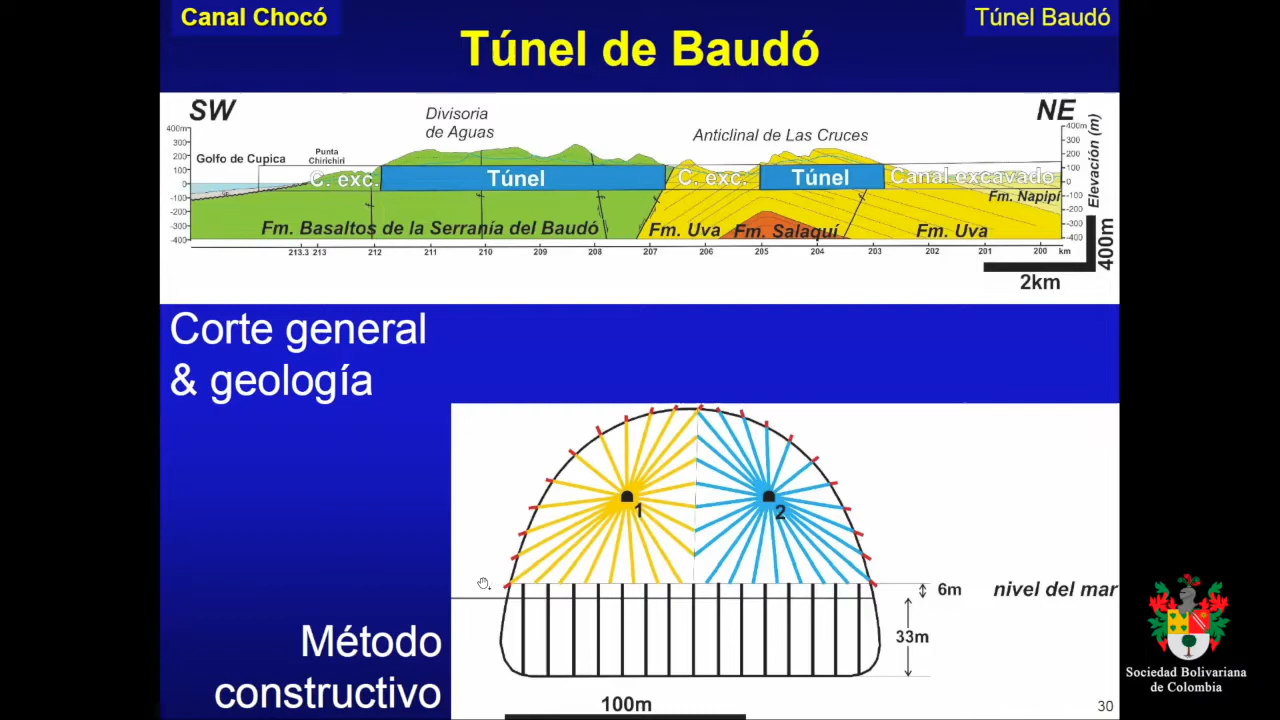 Canal Chocó
Túnel Baudó
Túnel de Baudó
SW
NE
Divisoria
de Aguas
Anticlinal de Las Cruces
400m
300
200
100
0
-100
-200
-300
-400
Golfo de Cupica
Punta
Chirichiri
C. exc.
Túnel
C. exc.
Túnel
Canal excavado
Fm. Napipí
Fm. Basaltos de la Serranía del Baudó
Fm. Uva
Fm. Salaquí
Fm. Uva
400m
300
200
100
0
-100
-200
-300
-400
Elevación (m)
213.3 213 212 211 210 209 208 207 206 205 204 203 202 201 200 km
400m
2km
Corte general
& geología
1
2
6m
nivel del mar
33m
Método
constructivo
100m
30
Sociedad Bolivariana
de Colombia